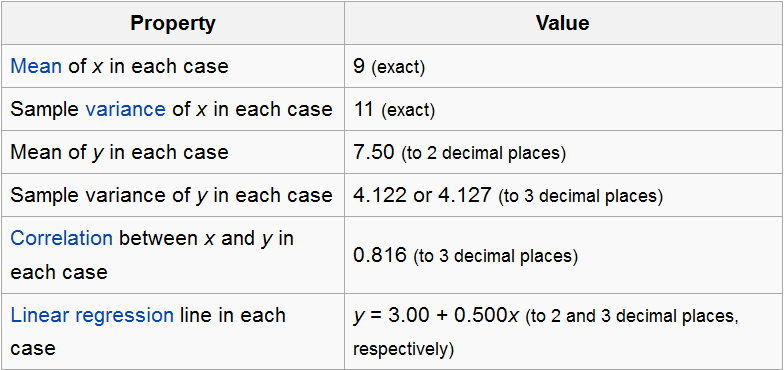 Property Value
Mean of x in each case 9 (exact)
Sample variance of x in each case 11 (exact)
Mean of y in each case 7.50 (to 2 decimal places)
Sample variance of y in each case 4.122 or 4.127 (to 3 decimal places)
Correlation between x and y in
each case
0.816 (to 3 decimal places)
Linear regression line in each
case
y = 3.00 + 0.500x (to 2 and 3 decimal places,
respectively)